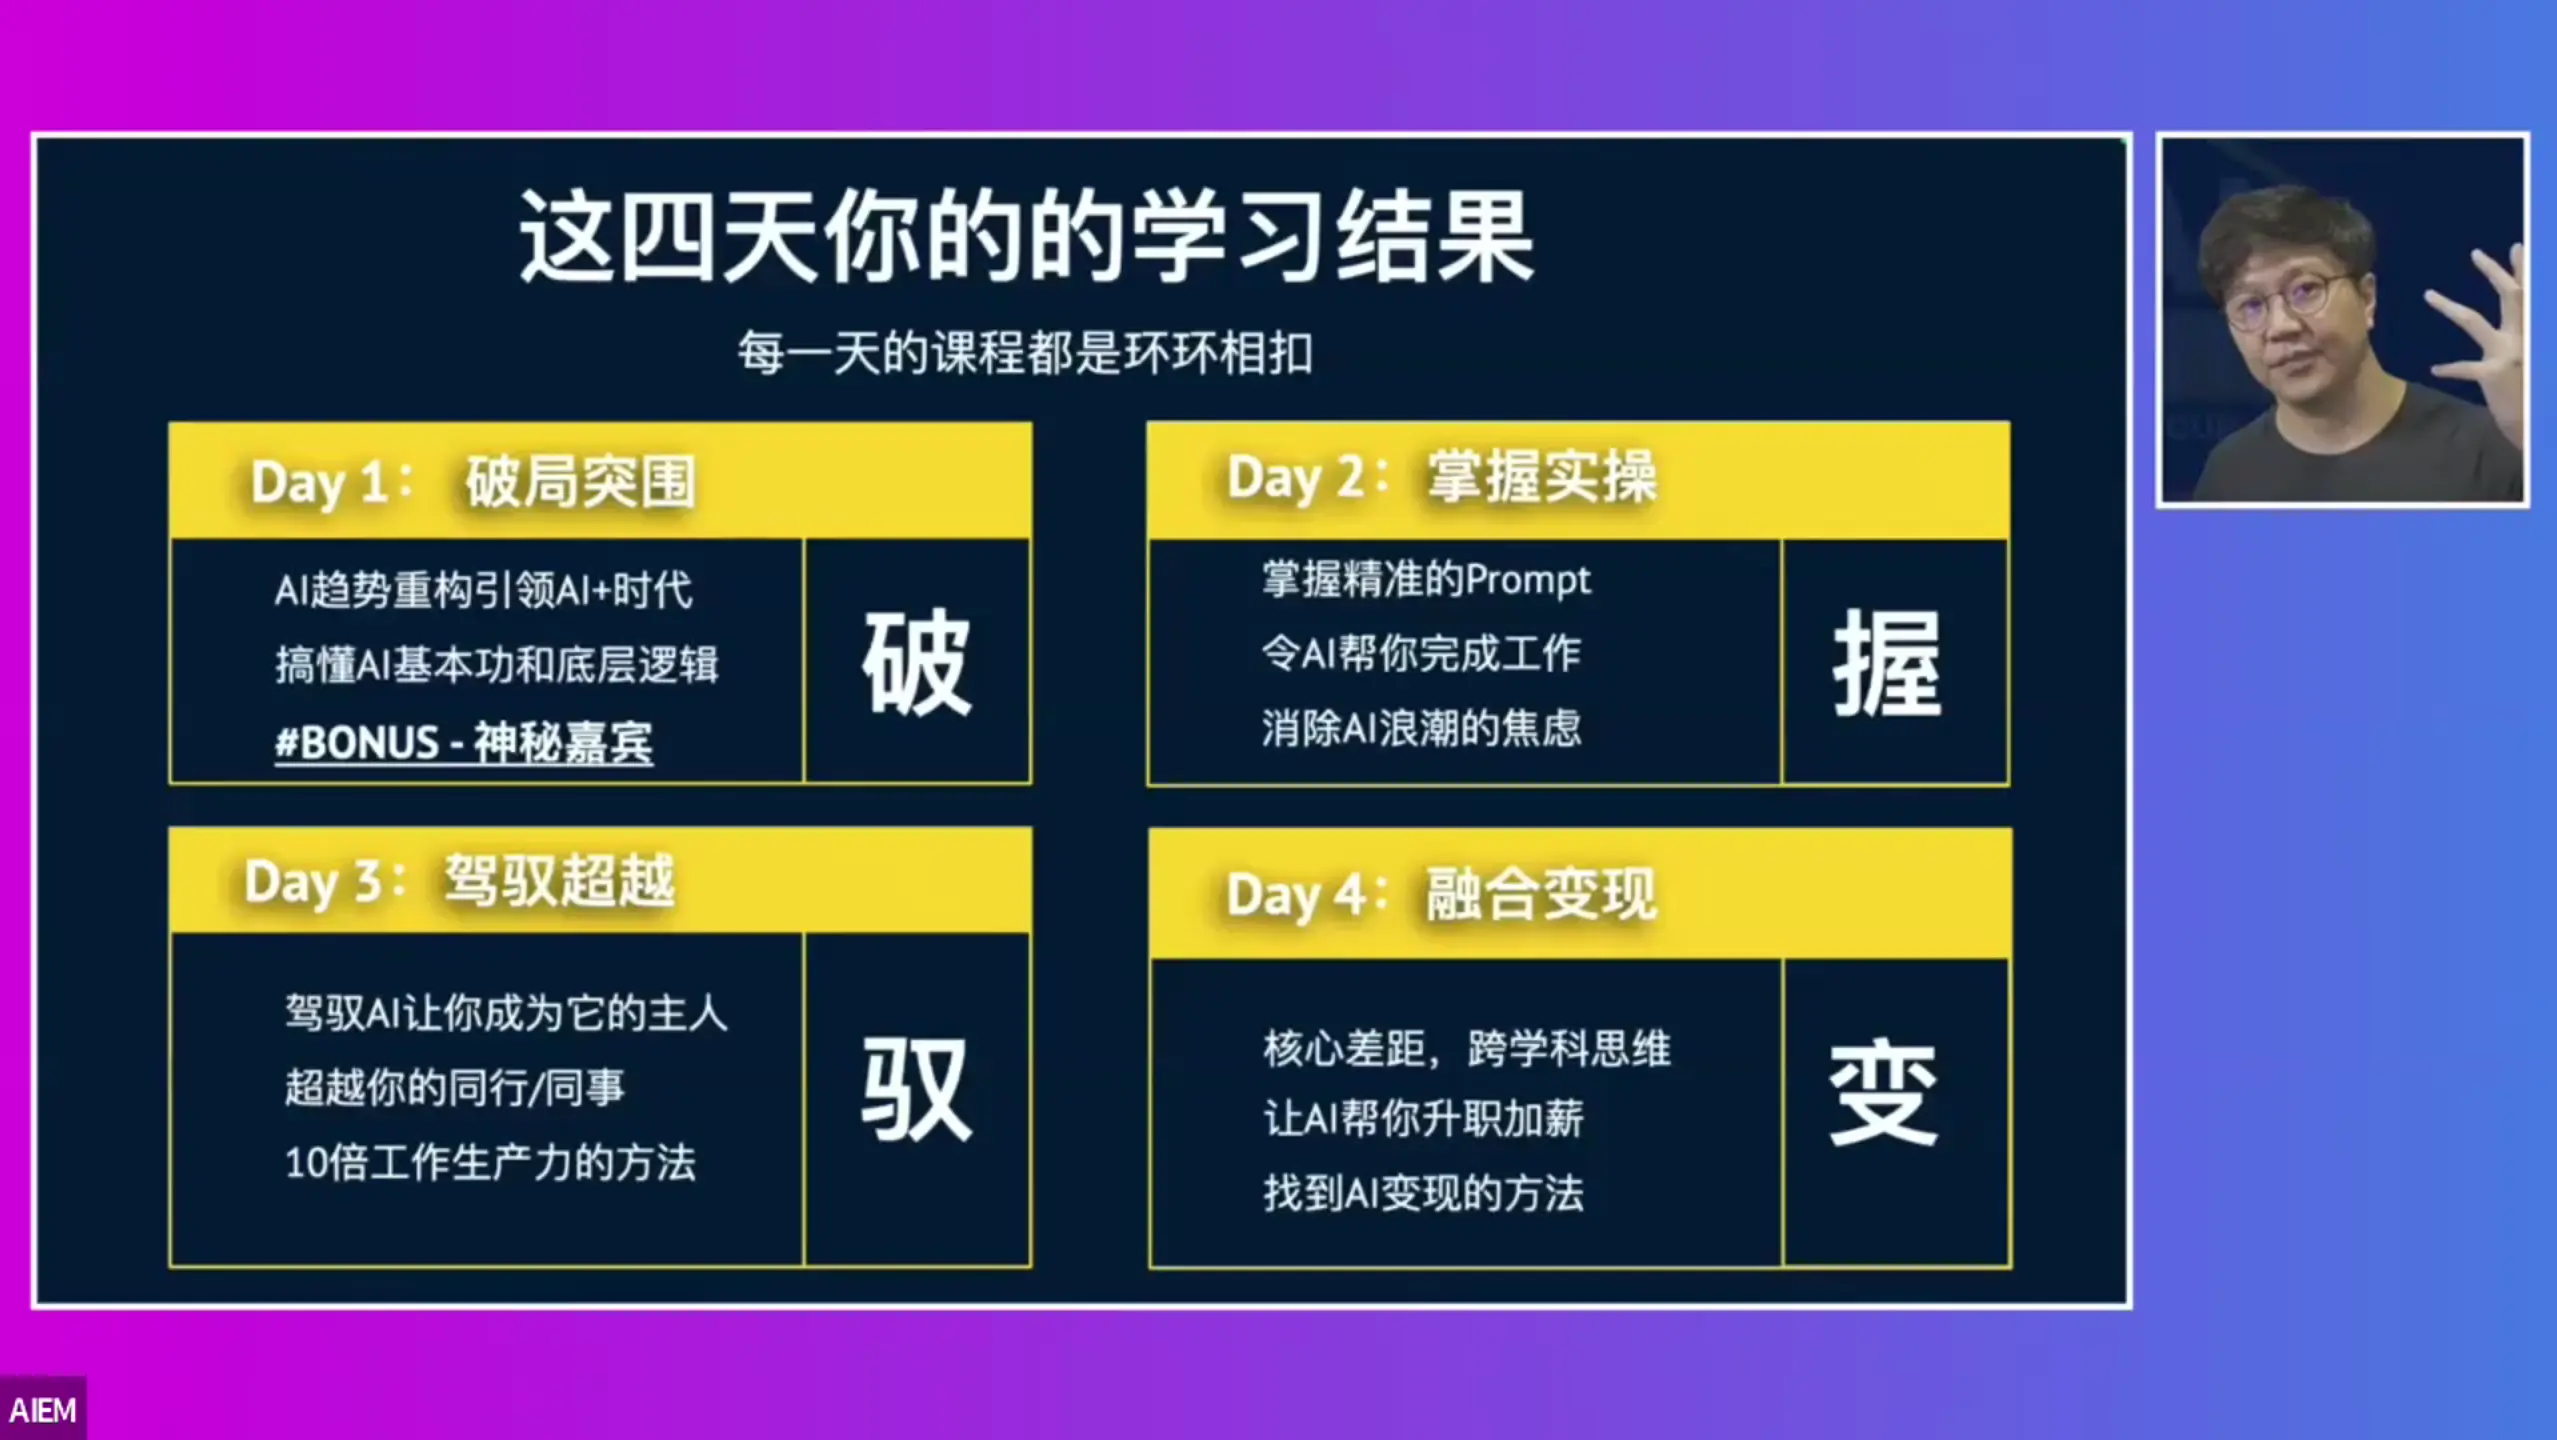 这四天你的的学习结果
每一天的课程都是环环相扣
Day 1： 破局突围
AI趋势重构引领AI+时代
搞懂AI基本功和底层逻辑
#BONUS - 神秘嘉宾
破
Day 2：掌握实操
掌握精准的Prompt
令AI帮你完成工作
消除AI浪潮的焦虑
握
Day 3：驾驭超越
驾驭AI让你成为它的主人
超越你的同行/同事
10倍工作生产力的方法
驭
Day 4：融合变现
核心差距，跨学科思维
让AI帮你升职加薪
找到AI变现的方法
变
AIEM